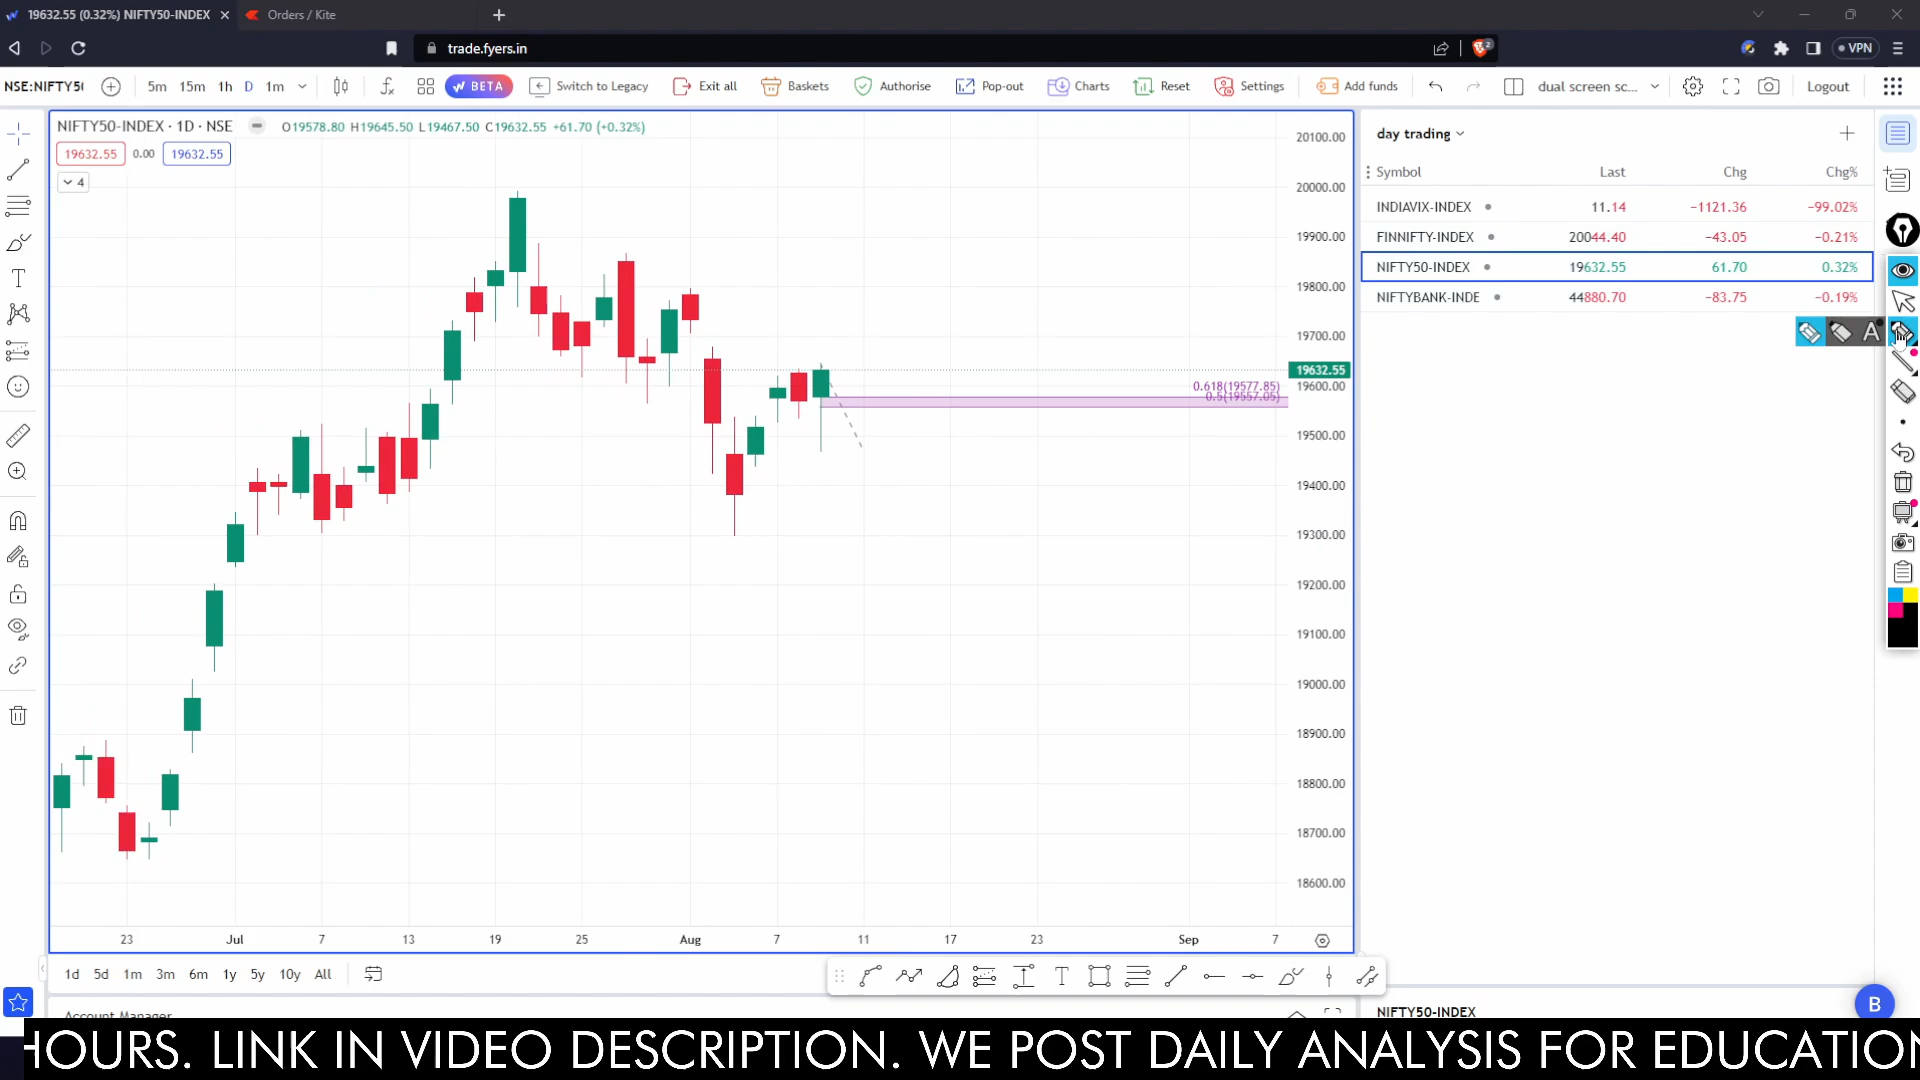 19632.55 (0.32%) NIFTY50-INDEX
Orders / Kite
trade.fyers.in
2
VPN
NSE:NIFTY5
5m 15m 1h D 1m
BETA
Switch to Legacy
Exit all
Baskets
Authorise
Pop-out
Charts
Reset
Settings
Add funds
dual screen sc...
Logout
NIFTY50-INDEX · 1D · NSE
O19578.80 H19645.50 L19467.50 C19632.55 +61.70 (+0.32%)
19632.55 0.00 19632.55
4
20100.00
20000.00
19900.00
19800.00
19700.00
19632.55
19600.00
19500.00
19400.00
19300.00
19200.00
19100.00
19000.00
18900.00
18800.00
18700.00
18600.00
0.618(19577.85)
0.5(19557.05)
23 Jul 7 13 19 25 Aug 7 11 17 23 Sep 7
1d 5d 1m 3m 6m 1y 5y 10y All
Account Manager
day trading
Symbol Last Chg Chg%
INDIAVIX-INDEX 11.14 −1121.36 −99.02%
FINNIFTY-INDEX 20044.40 −43.05 −0.21%
NIFTY50-INDEX 19632.55 61.70 0.32%
NIFTYBANK-INDE 44880.70 −83.75 −0.19%
A
NIFTY50-INDEX
B
HOURS. LINK IN VIDEO DESCRIPTION. WE POST DAILY ANALYSIS FOR EDUCATION